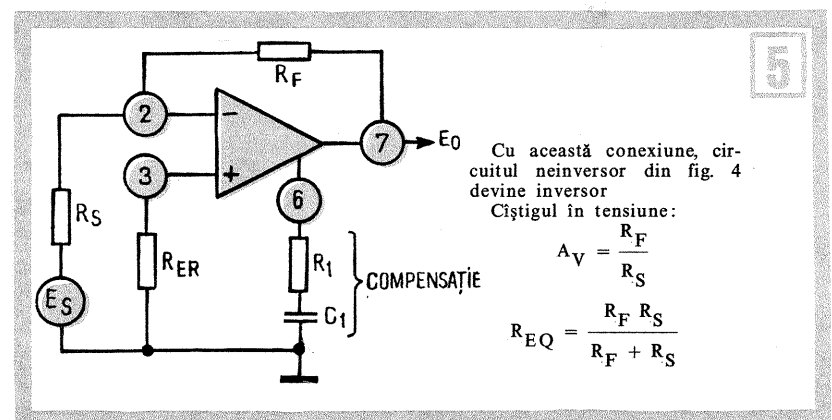 5
R_F
2
−
7
E_O
3
+
6
R_S
R_ER
R_1
COMPENSAȚIE
C_1
E_S
Cu această conexiune, cir-
cuitul neinversor din fig. 4
devine inversor
Cîștigul în tensiune:
A_V = R_F / R_S
R_EQ = R_F R_S / R_F + R_S